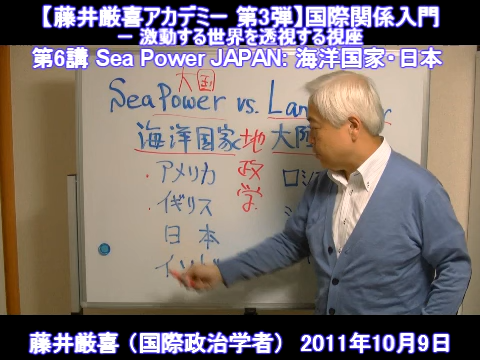 【藤井厳喜アカデミー 第3弾】国際関係入門
－ 激動する世界を透視する視座
第6講 Sea Power JAPAN: 海洋国家・日本
大国
Sea Power vs. Lan
海洋国家 地 大陸
政
学
・アメリカ ロシ
・イギリス
日本
藤井厳喜（国際政治学者） 2011年10月9日